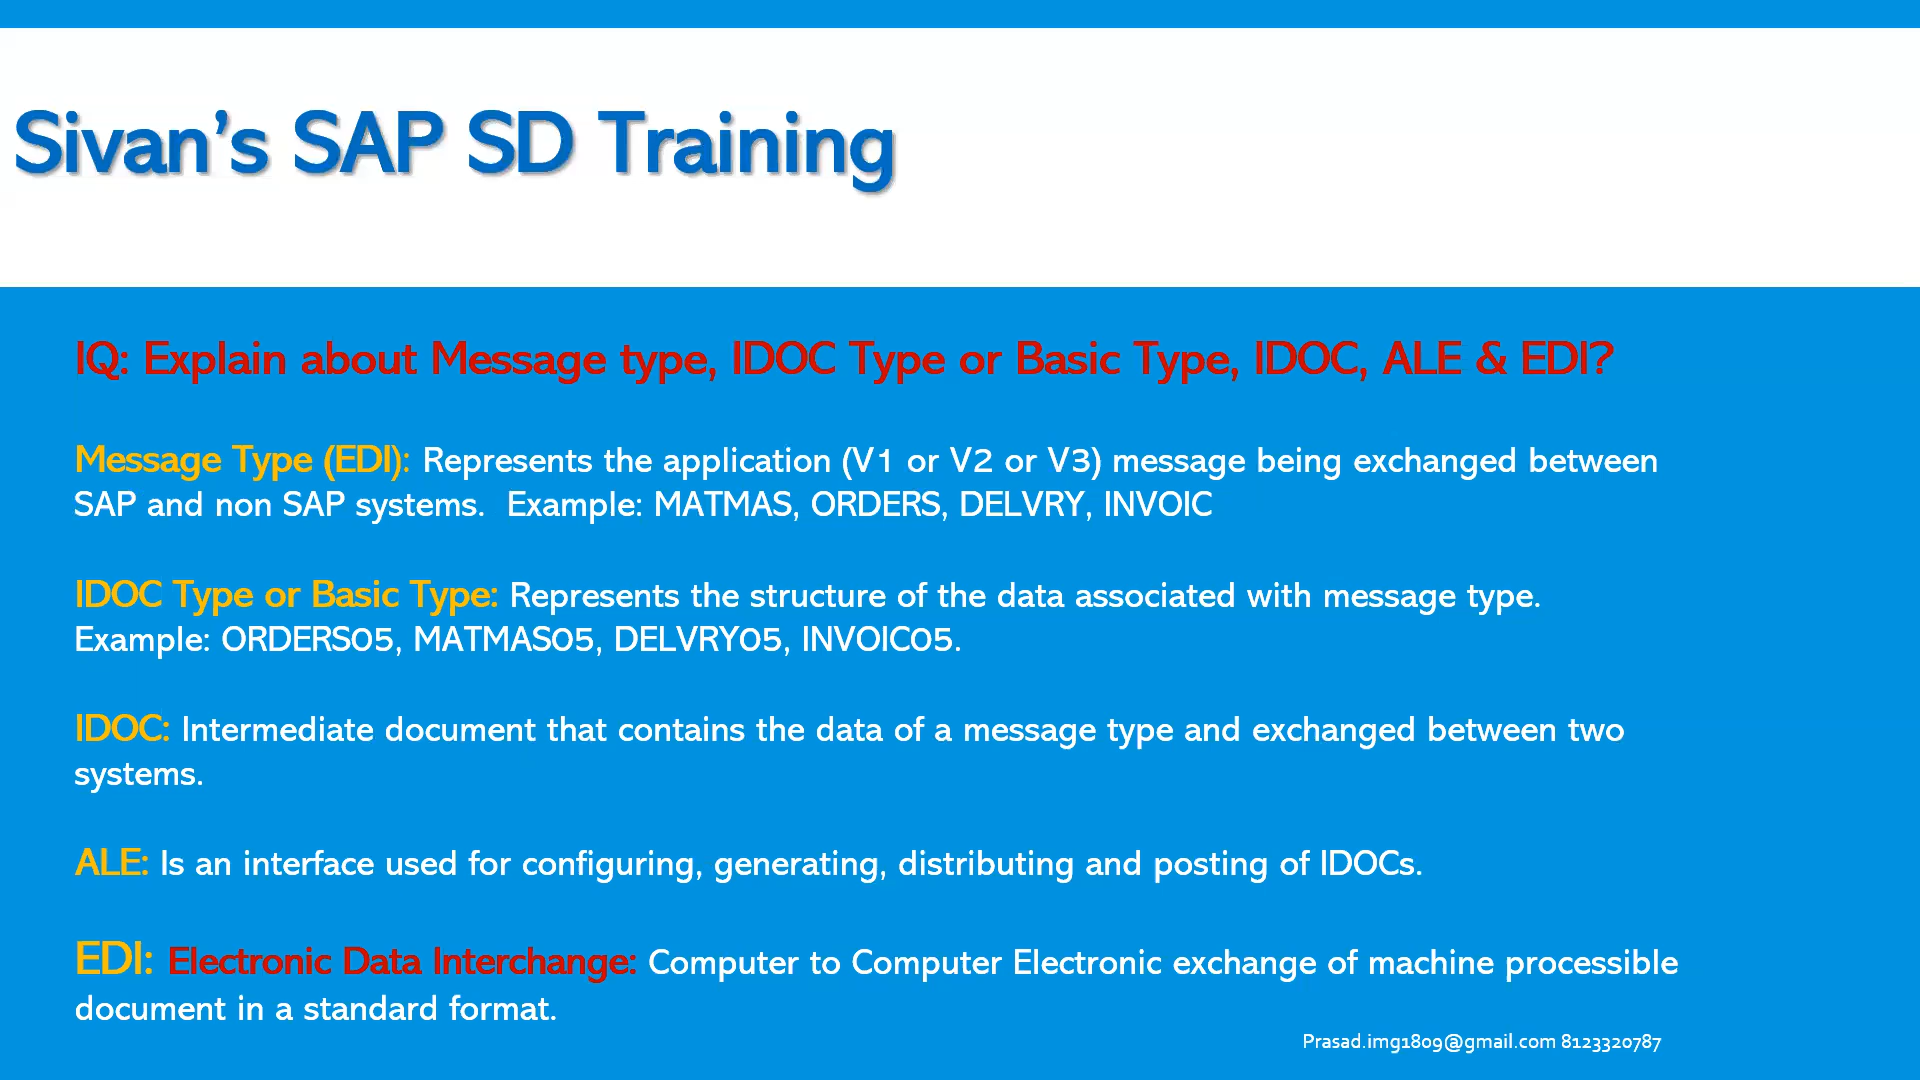 Sivan’s SAP SD Training
IQ: Explain about Message type, IDOC Type or Basic Type, IDOC, ALE & EDI?
Message Type (EDI): Represents the application (V1 or V2 or V3) message being exchanged between
SAP and non SAP systems.  Example: MATMAS, ORDERS, DELVRY, INVOIC
IDOC Type or Basic Type: Represents the structure of the data associated with message type.
Example: ORDERS05, MATMAS05, DELVRY05, INVOIC05.
IDOC: Intermediate document that contains the data of a message type and exchanged between two
systems.
ALE: Is an interface used for configuring, generating, distributing and posting of IDOCs.
EDI: Electronic Data Interchange: Computer to Computer Electronic exchange of machine processible
document in a standard format.
Prasad.img1809@gmail.com 8123320787